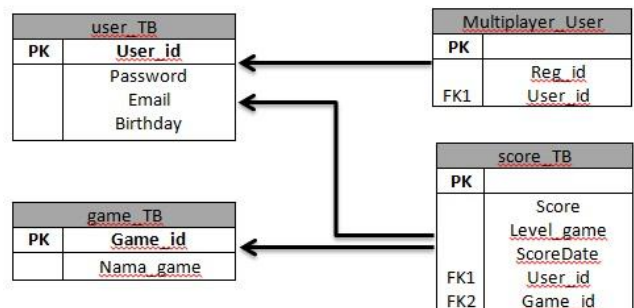 user_TB
PK User_id
Password
Email
Birthday
Multiplayer_User
PK
Reg_id
FK1 User_id
game_TB
PK Game_id
Nama_game
score_TB
PK
Score
Level_game
ScoreDate
FK1 User_id
FK2 Game_id